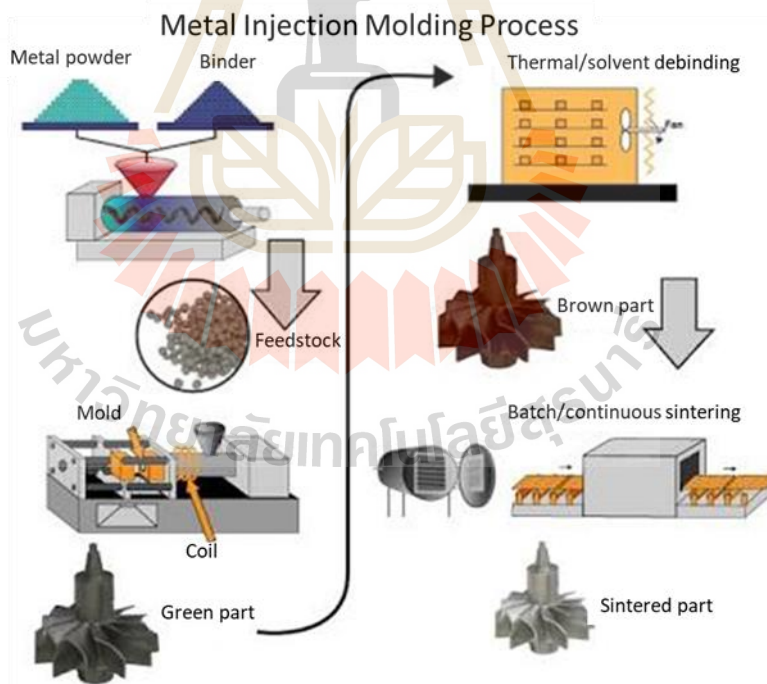 Metal Injection Molding Process
Metal powder
Binder
Feedstock
Mold
Coil
Green part
Thermal/solvent debinding
Fan
Brown part
Batch/continuous sintering
Sintered part
มหาวิทยาลัยเทคโนโลยีสุรนารี